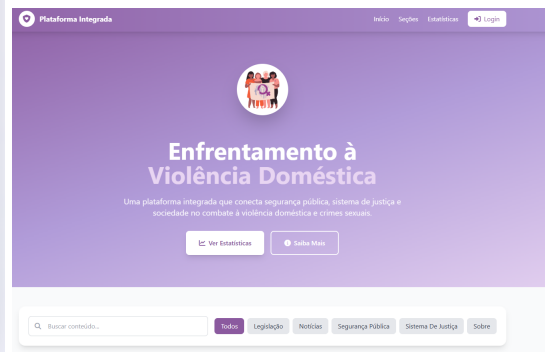 Plataforma Integrada
Início Seções Estatísticas Login
Enfrentamento à
Violência Doméstica
Uma plataforma integrada que conecta segurança pública, sistema de justiça e
sociedade no combate à violência doméstica e crimes sexuais.
Ver Estatísticas Saiba Mais
Buscar conteúdo... Todos Legislação Notícias Segurança Pública Sistema De Justiça Sobre